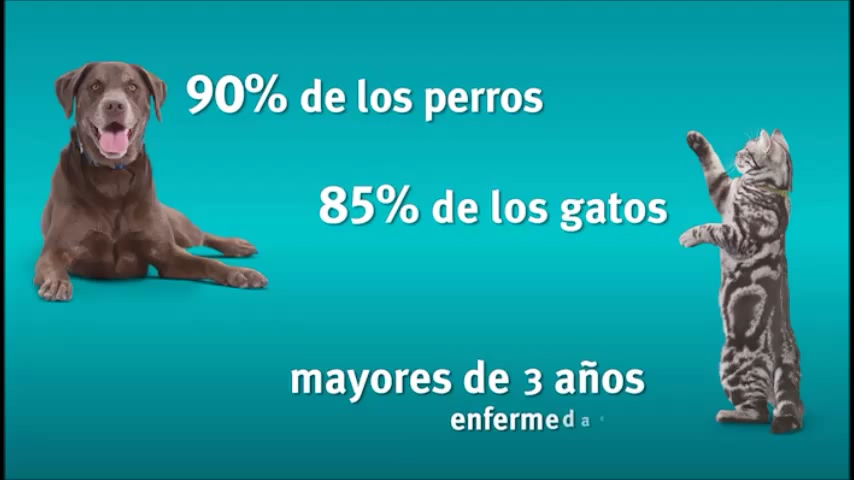 90% de los perros
85% de los gatos
mayores de 3 años
enfermeda